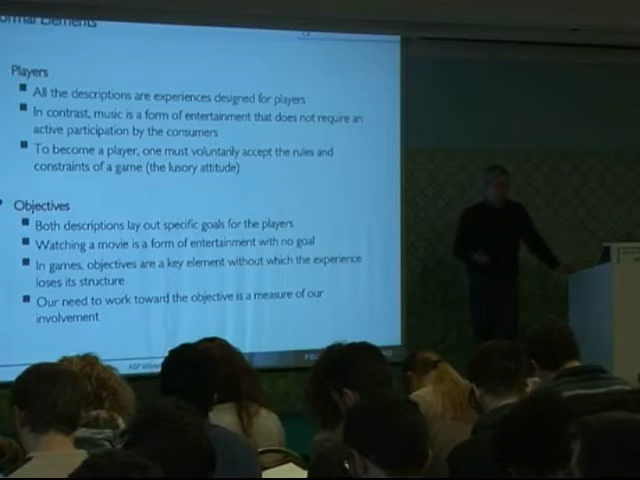 ormal Elements
Players
All the descriptions are experiences designed for players
In contrast, music is a form of entertainment that does not require an
active participation by the consumers
To become a player, one must voluntarily accept the rules and
constraints of a game (the lusory attitude)
Objectives
Both descriptions lay out specific goals for the players
Watching a movie is a form of entertainment with no goal
In games, objectives are a key element without which the experience
loses its structure
Our need to work toward the objective is a measure of our
involvement